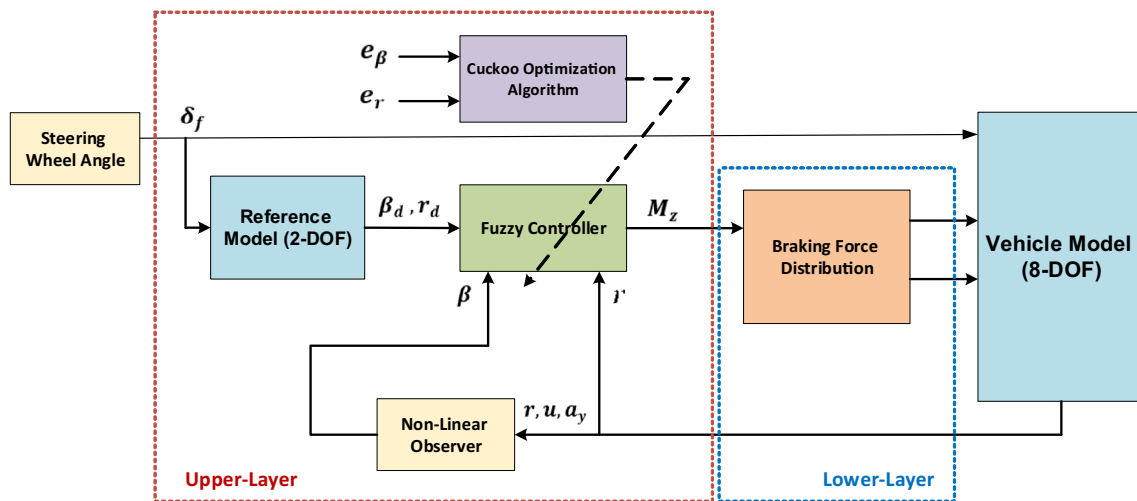 e_β
e_r
Cuckoo Optimization
Algorithm
δ_f
Steering
Wheel Angle
Reference
Model (2-DOF)
β_d , r_d
Fuzzy Controller
M_z
Braking Force
Distribution
Vehicle Model
(8-DOF)
β
r
Non-Linear
Observer
r, u, a_y
Upper-Layer
Lower-Layer